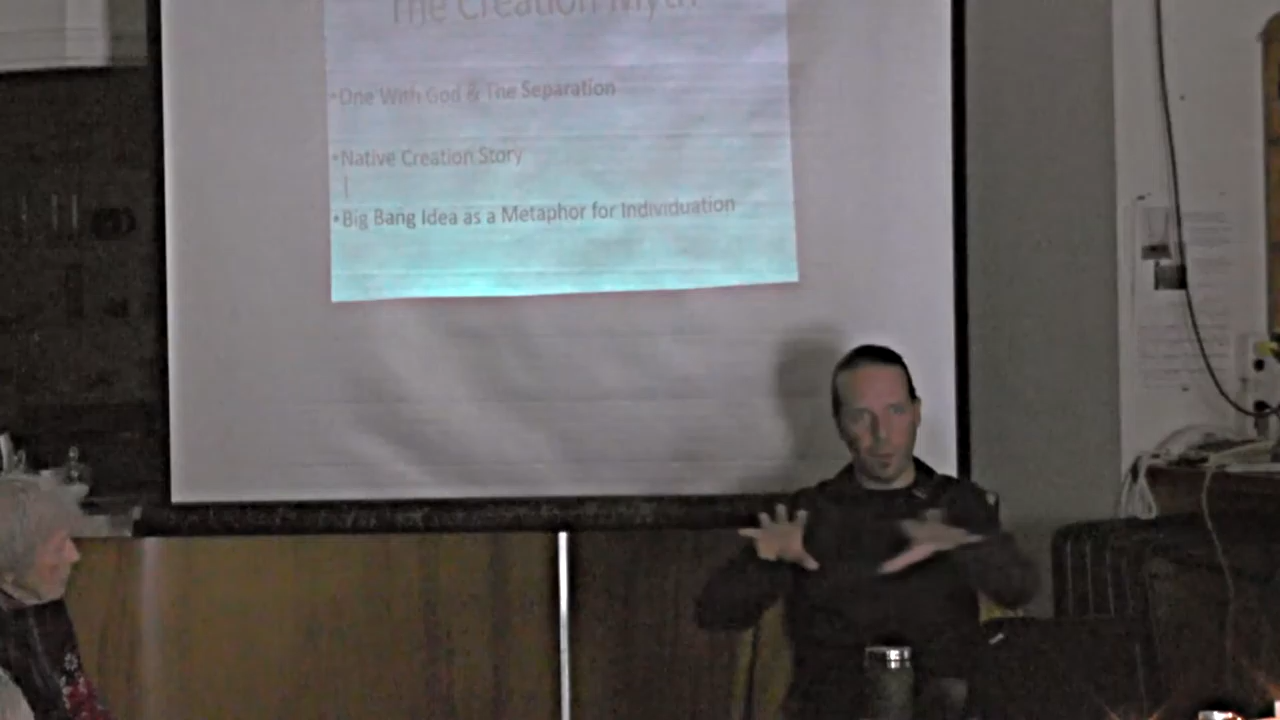 The Creation Myth
•One With God & The Separation
•Native Creation Story
•Big Bang Idea as a Metaphor for Individuation